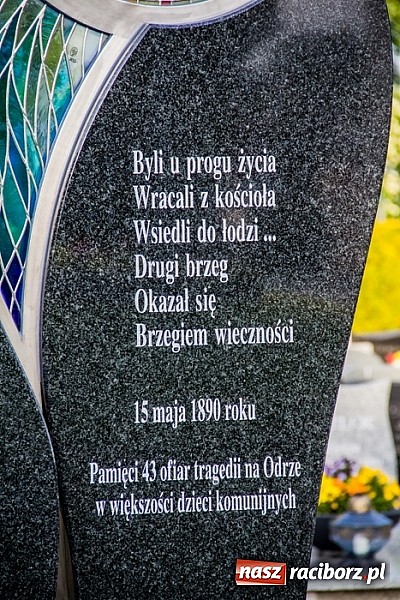 Byli u progu życia
Wracali z kościoła
Wsiedli do łodzi ...
Drugi brzeg
Okazał się
Brzegiem wieczności
15 maja 1890 roku
Pamięci 43 ofiar tragedii na Odrze
w większości dzieci komunijnych
nasz raciborz.pl